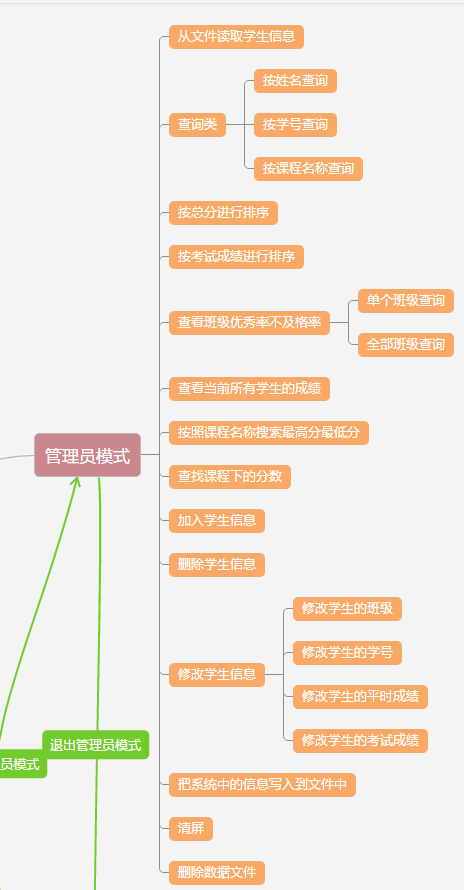 从文件读取学生信息
查询类
按姓名查询
按学号查询
按课程名称查询
按总分进行排序
按考试成绩进行排序
查看班级优秀率不及格率
单个班级查询
全部班级查询
查看当前所有学生的成绩
按照课程名称搜素最高分最低分
管理员模式
查找课程下的分数
加入学生信息
删除学生信息
修改学生信息
修改学生的班级
修改学生的学号
修改学生的平时成绩
修改学生的考试成绩
退出管理员模式
员模式
把系统中的信息写入到文件中
清屏
删除数据文件